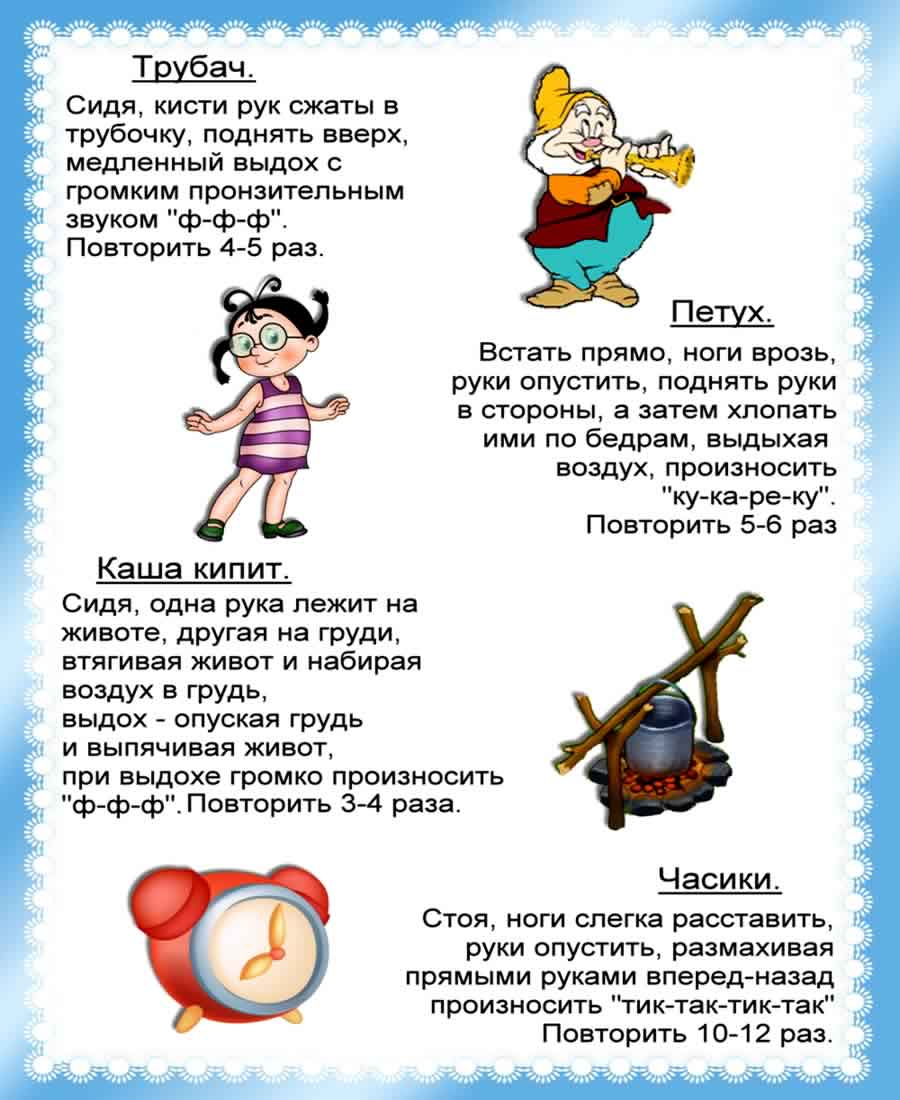 Трубач.
Сидя, кисти рук сжаты в
трубочку, поднять вверх,
медленный выдох с
громким пронзительным
звуком "ф-ф-ф".
Повторить 4-5 раз.
Петух.
Встать прямо, ноги врозь,
руки опустить, поднять руки
в стороны, а затем хлопать
ими по бедрам, выдыхая
воздух, произносить
"ку-ка-ре-ку".
Повторить 5-6 раз
Каша кипит.
Сидя, одна рука лежит на
животе, другая на груди,
втягивая живот и набирая
воздух в грудь,
выдох - опуская грудь
и выпячивая живот,
при выдохе громко произносить
"ф-ф-ф". Повторить 3-4 раза.
Часики.
Стоя, ноги слегка расставить,
руки опустить, размахивая
прямыми руками вперед-назад
произносить "тик-так-тик-так"
Повторить 10-12 раз.